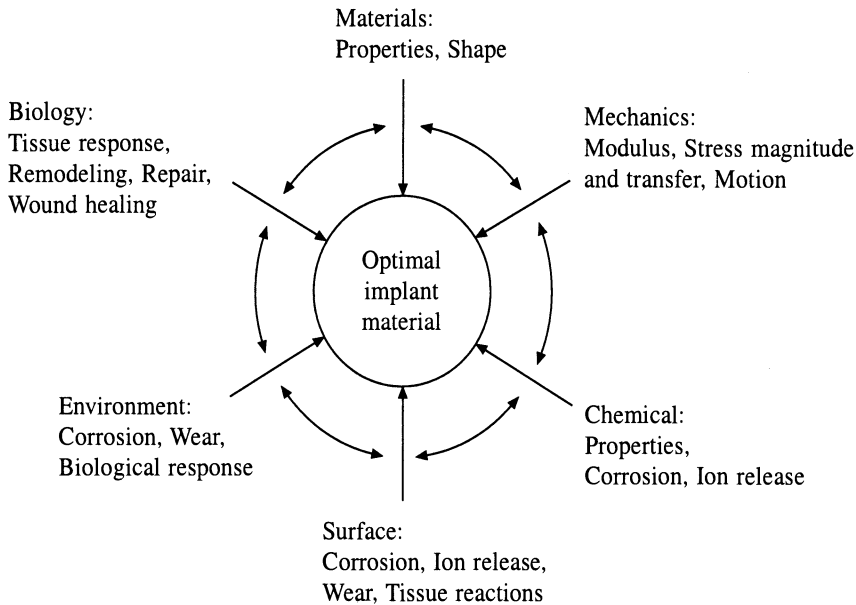 Materials:
Properties, Shape
Biology:
Tissue response,
Remodeling, Repair,
Wound healing
Mechanics:
Modulus, Stress magnitude
and transfer, Motion
Optimal
implant
material
Environment:
Corrosion, Wear,
Biological response
Chemical:
Properties,
Corrosion, Ion release
Surface:
Corrosion, Ion release,
Wear, Tissue reactions